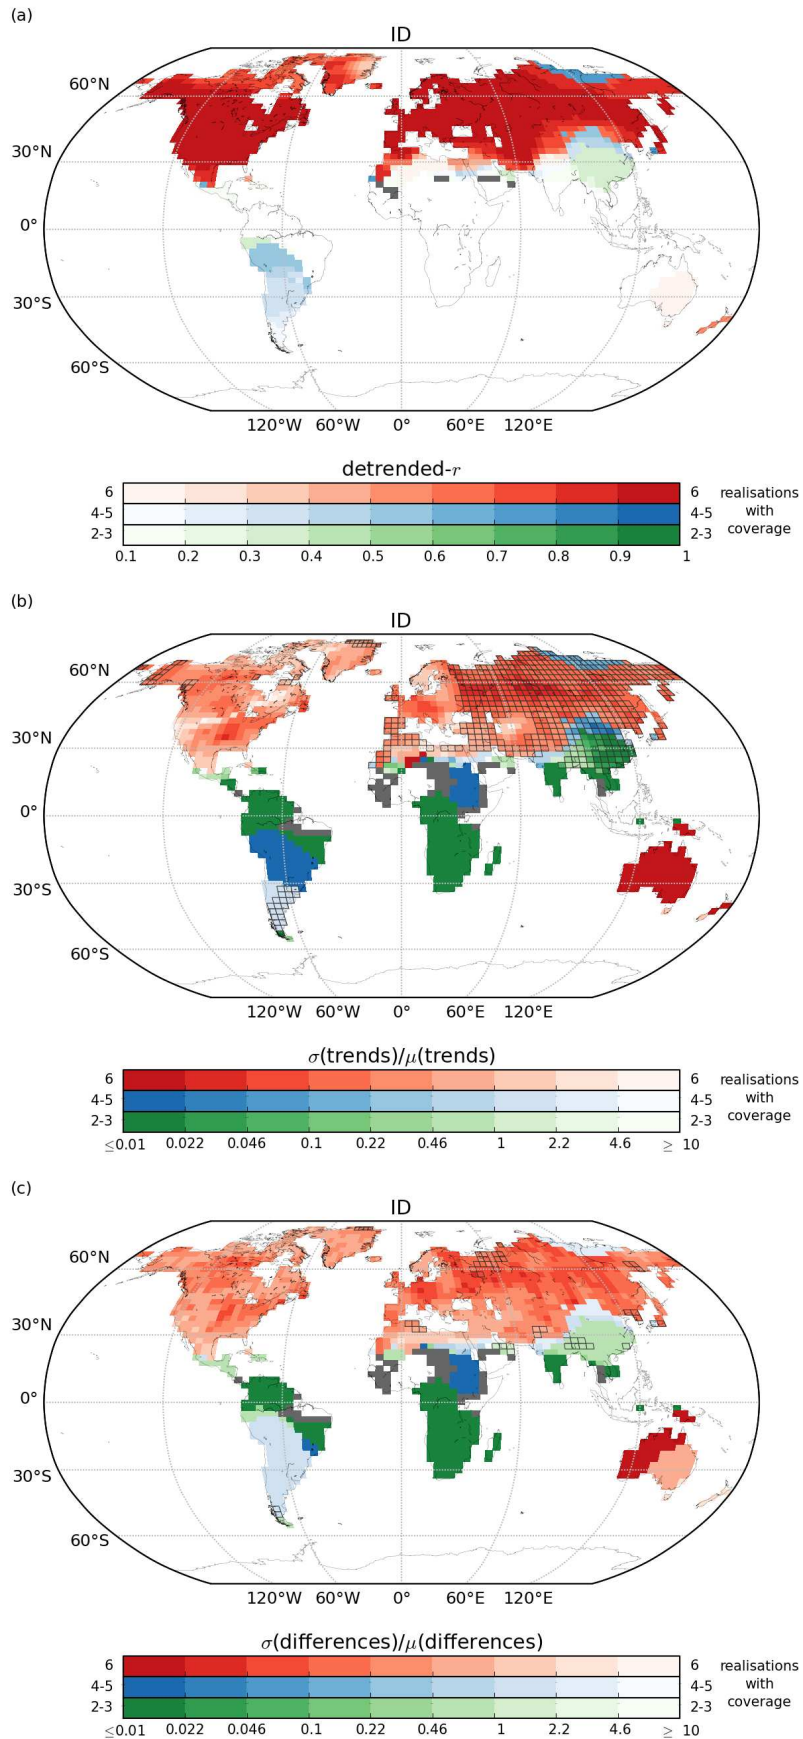 (a)
ID
60°N
30°N
0°
30°S
60°S
120°W 60°W 0° 60°E 120°E
detrended-r
6 6 realisations
4-5 4-5 with
2-3 2-3 coverage
0.1 0.2 0.3 0.4 0.5 0.6 0.7 0.8 0.9 1
(b)
ID
60°N
30°N
0°
30°S
60°S
120°W 60°W 0° 60°E 120°E
σ(trends)/μ(trends)
6 6 realisations
4-5 4-5 with
2-3 2-3 coverage
≤0.01 0.022 0.046 0.1 0.22 0.46 1 2.2 4.6 ≥ 10
(c)
ID
60°N
30°N
0°
30°S
60°S
120°W 60°W 0° 60°E 120°E
σ(differences)/μ(differences)
6 6 realisations
4-5 4-5 with
2-3 2-3 coverage
≤0.01 0.022 0.046 0.1 0.22 0.46 1 2.2 4.6 ≥ 10